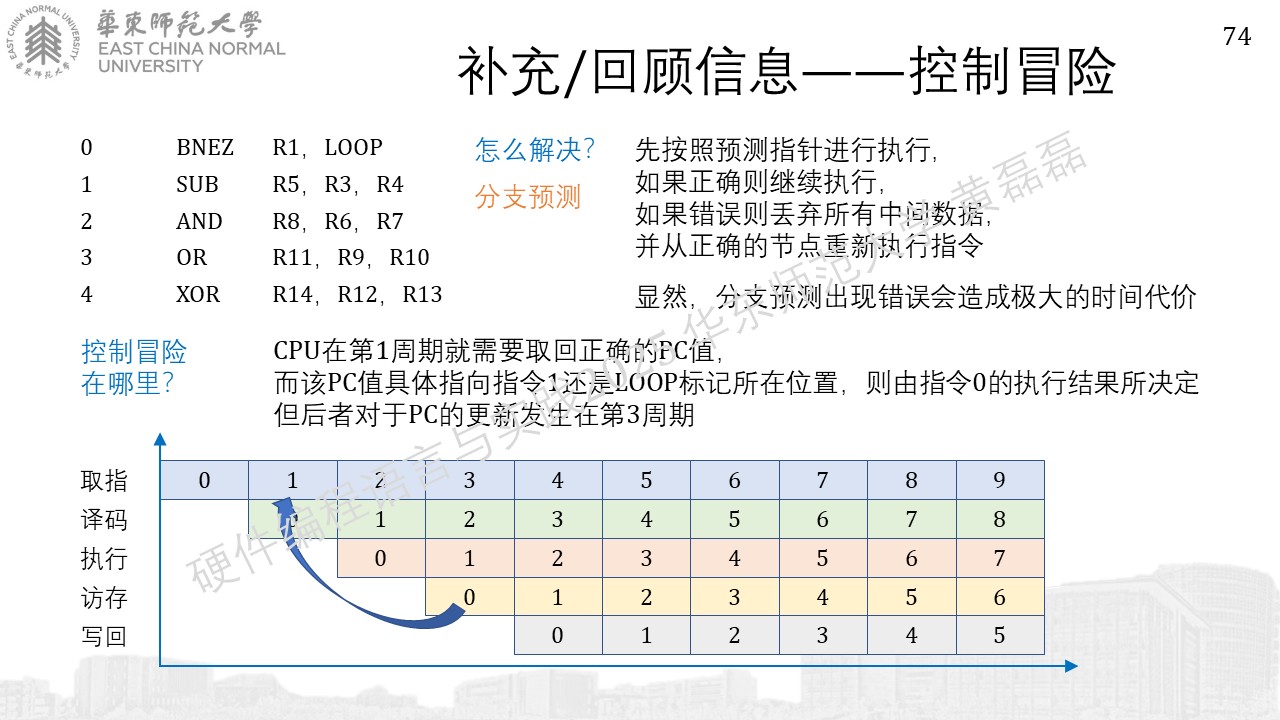 華東師範大學
EAST CHINA NORMAL
UNIVERSITY
EAST CHINA NORMAL UNIVERSITY
華東師範大學
74
补充/回顾信息——控制冒险
0 BNEZ R1，LOOP
1 SUB R5，R3，R4
2 AND R8，R6，R7
3 OR R11，R9，R10
4 XOR R14，R12，R13
怎么解决？
分支预测
先按照预测指针进行执行，
如果正确则继续执行，
如果错误则丢弃所有中间数据，
并从正确的节点重新执行指令
显然，分支预测出现错误会造成极大的时间代价
控制冒险
在哪里？
CPU在第1周期就需要取回正确的PC值，
而该PC值具体指向指令1还是LOOP标记所在位置，则由指令0的执行结果所决定
但后者对于PC的更新发生在第3周期
取指 0 1 2 3 4 5 6 7 8 9
译码 0 1 2 3 4 5 6 7 8
执行 0 1 2 3 4 5 6 7
访存 0 1 2 3 4 5 6
写回 0 1 2 3 4 5
硬件编程语言与实践2025 华东师范大学 黄磊磊